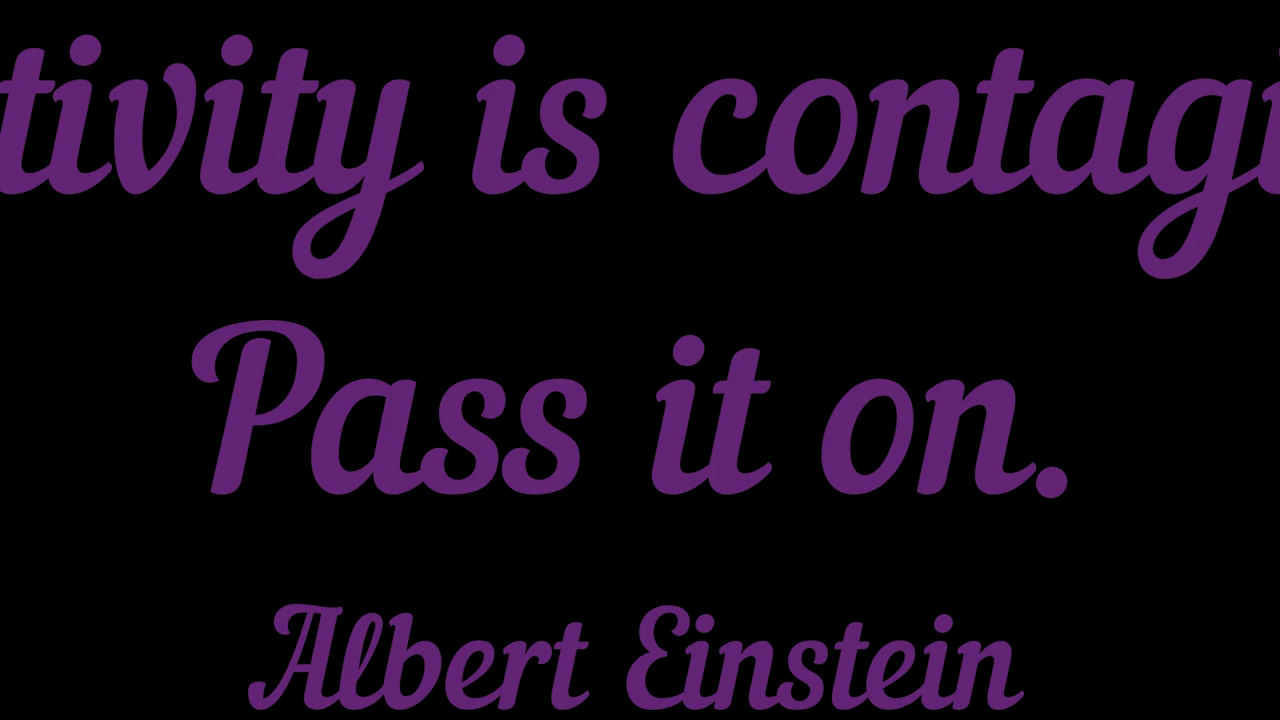 tivity is contagi
Pass it on.
Albert Einstein